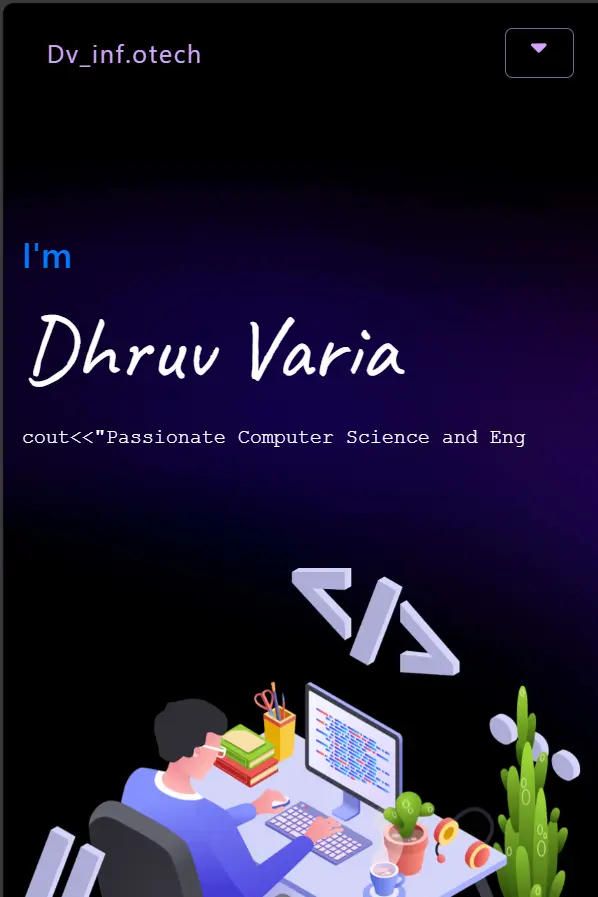 Dv_inf.otech
I'm
Dhruv Varia
cout<<"Passionate Computer Science and Eng
</>